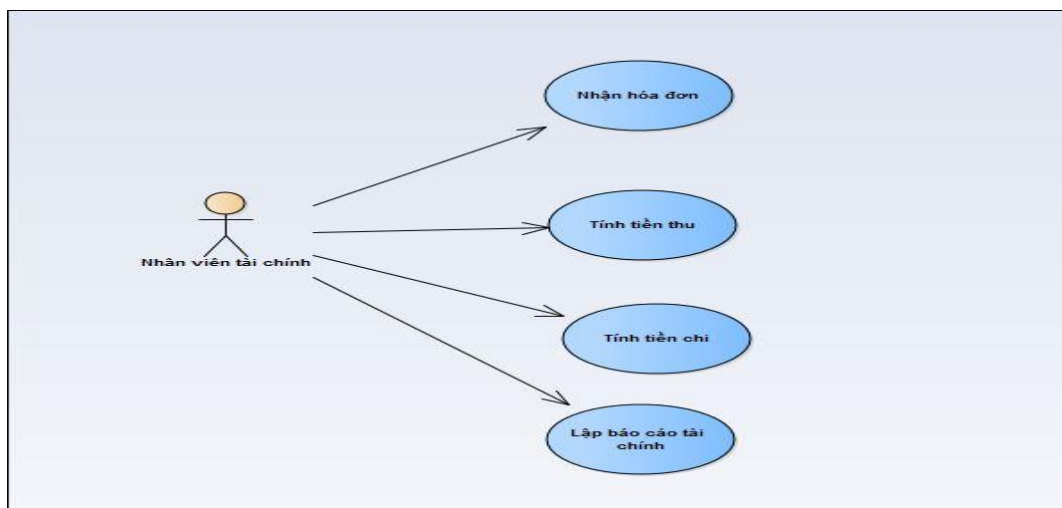 Nhận hóa đơn
Tính tiền thu
Nhân viên tài chính
Tính tiền chi
Lập báo cáo tài
chính